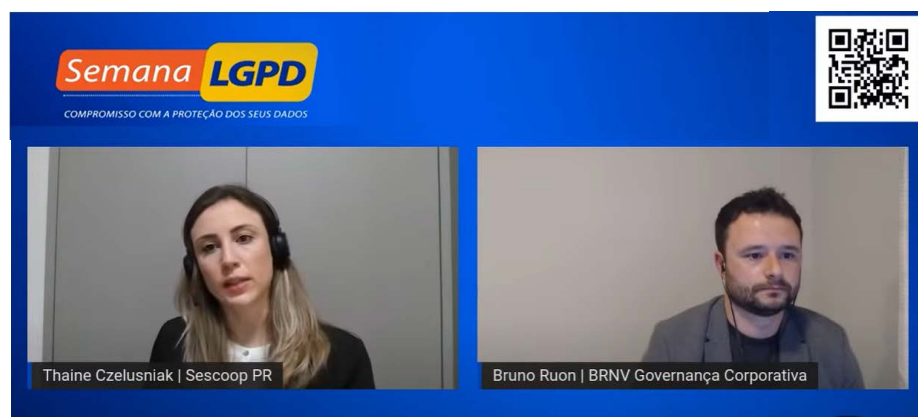 Semana LGPD
COMPROMISSO COM A PROTEÇÃO DOS SEUS DADOS
Thaine Czelusniak | Sescoop PR
Bruno Ruon | BRNV Governança Corporativa